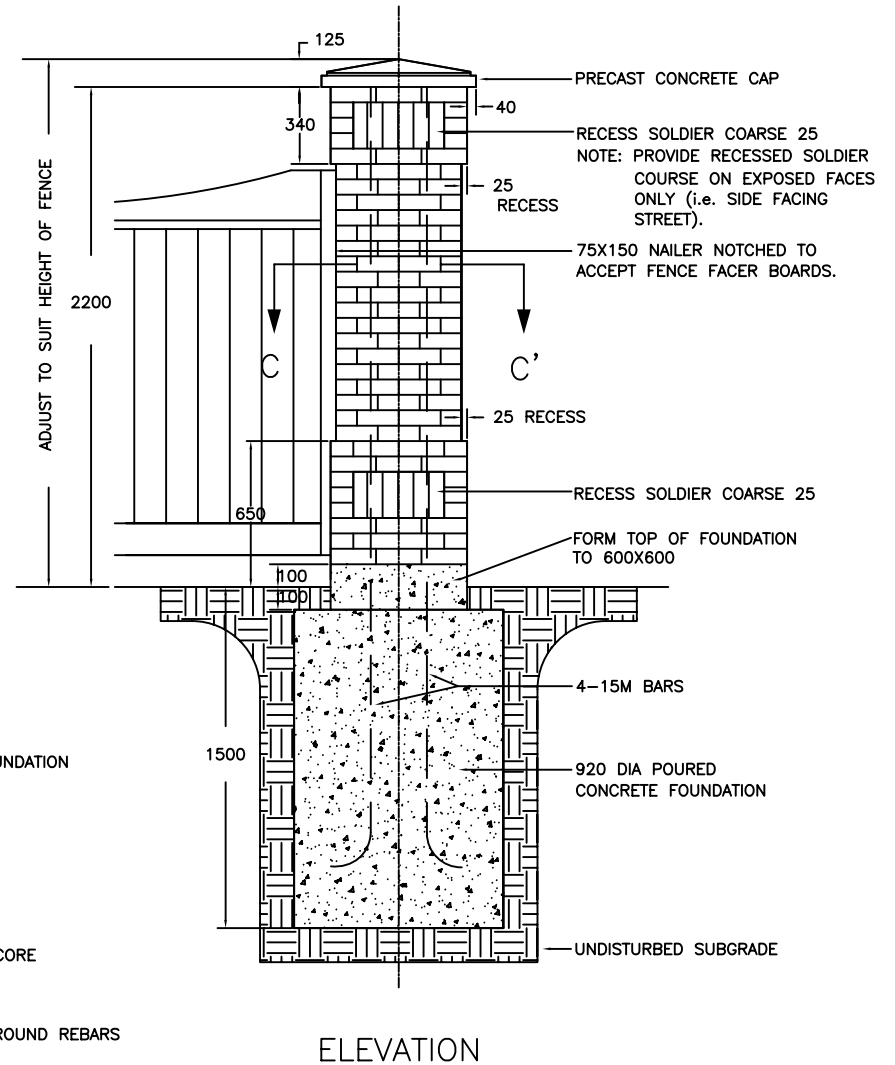 125
PRECAST CONCRETE CAP
40
340
RECESS SOLDIER COARSE 25
NOTE: PROVIDE RECESSED SOLDIER
COURSE ON EXPOSED FACES
ONLY (i.e. SIDE FACING
STREET).
25
RECESS
75X150 NAILER NOTCHED TO
ACCEPT FENCE FACER BOARDS.
ADJUST TO SUIT HEIGHT OF FENCE
2200
C
C'
25 RECESS
RECESS SOLDIER COARSE 25
650
FORM TOP OF FOUNDATION
TO 600X600
100
100
4-15M BARS
1500
UNDATION
920 DIA POURED
CONCRETE FOUNDATION
CORE
UNDISTURBED SUBGRADE
ROUND REBARS
ELEVATION